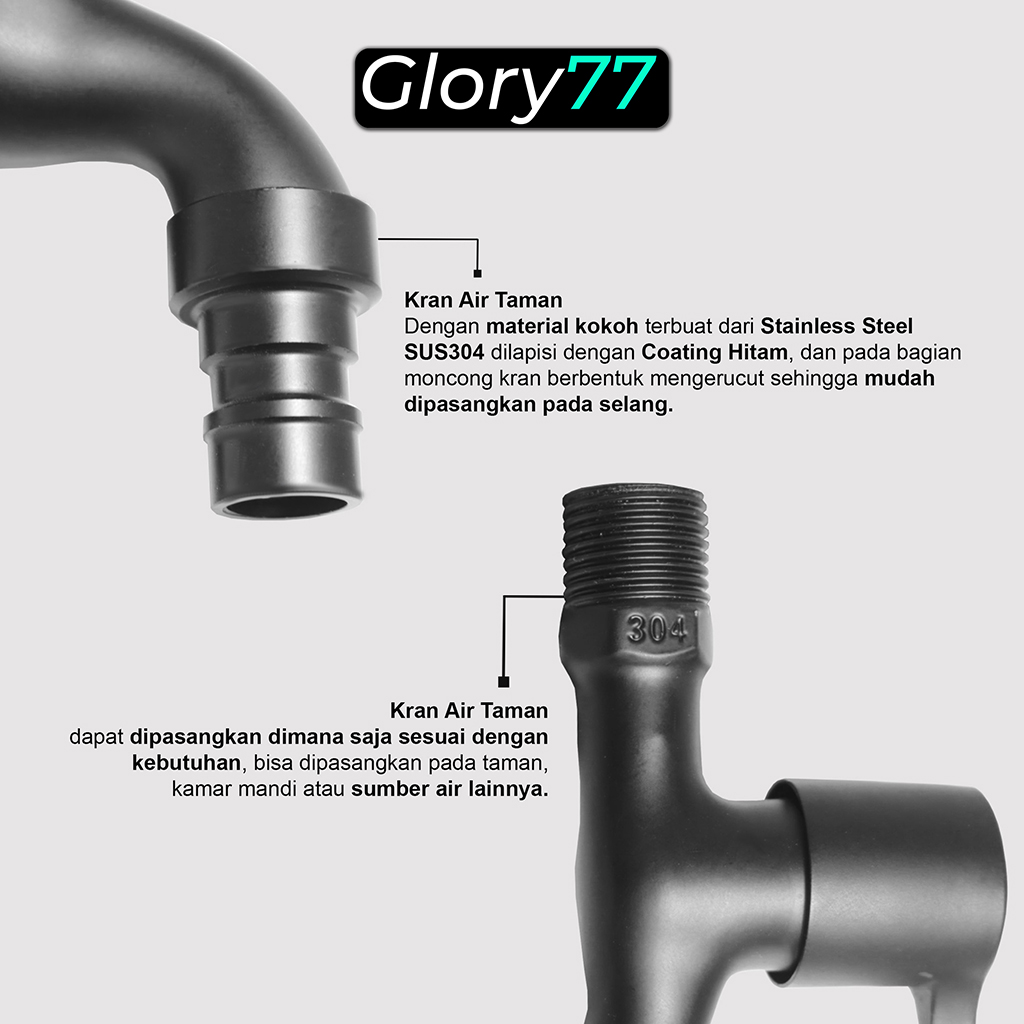 Glory77
Kran Air Taman
Dengan material kokoh terbuat dari Stainless Steel
SUS304 dilapisi dengan Coating Hitam, dan pada bagian
moncong kran berbentuk mengerucut sehingga mudah
dipasangkan pada selang.
304
Kran Air Taman
dapat dipasangkan dimana saja sesuai dengan
kebutuhan, bisa dipasangkan pada taman,
kamar mandi atau sumber air lainnya.